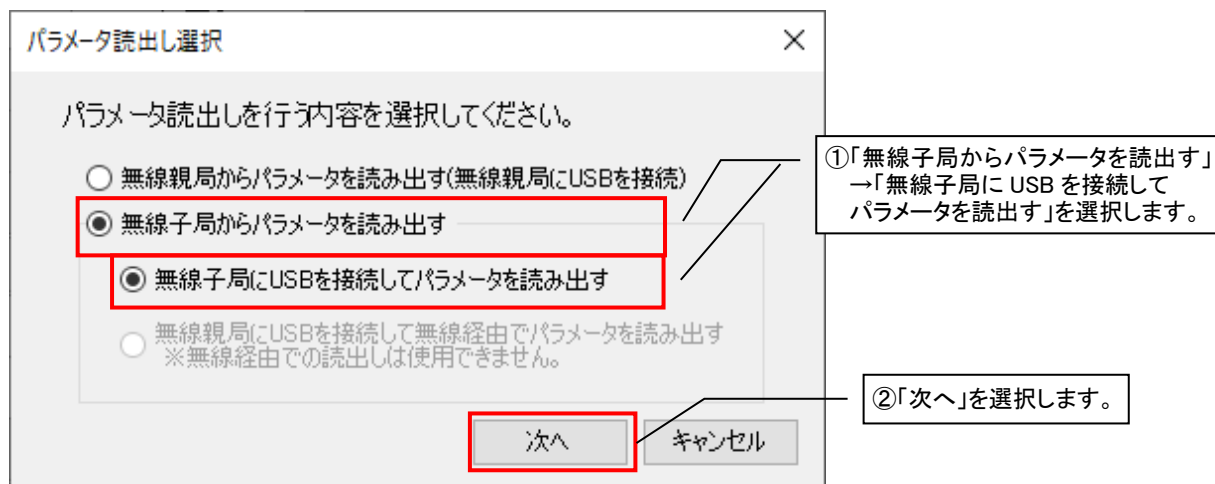 パラメータ読出し選択
パラメータ読出しを行う内容を選択してください。
無線親局からパラメータを読み出す(無線親局にUSBを接続)
無線子局からパラメータを読み出す
無線子局にUSBを接続してパラメータを読み出す
無線親局にUSBを接続して無線経由でパラメータを読み出す
※無線経由での読出しは使用できません。
次へ
キャンセル
①「無線子局からパラメータを読出す」
→「無線子局に USB を接続して
パラメータを読出す」を選択します。
②「次へ」を選択します。